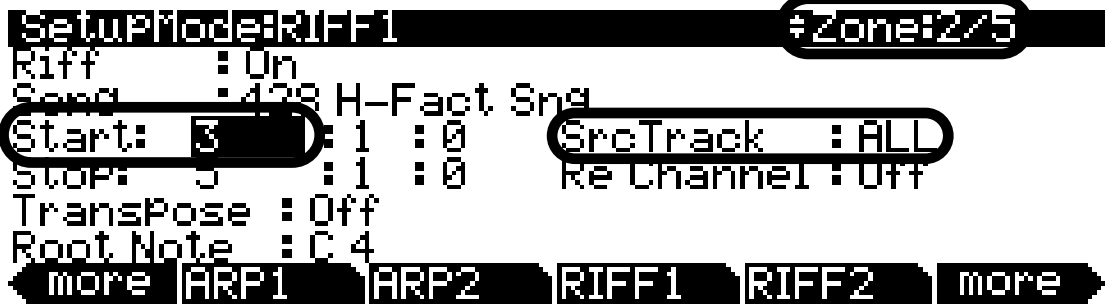 SetupMode:RIFF1 Zone:2/5
Riff :On
Song :428 H-Fact Sng
Start: 3 :1 :0 SrcTrack :ALL
Stop: 5 :1 :0 Re Channel:Off
Transpose :Off
Root Note :C 4
more ARP1 ARP2 RIFF1 RIFF2 more